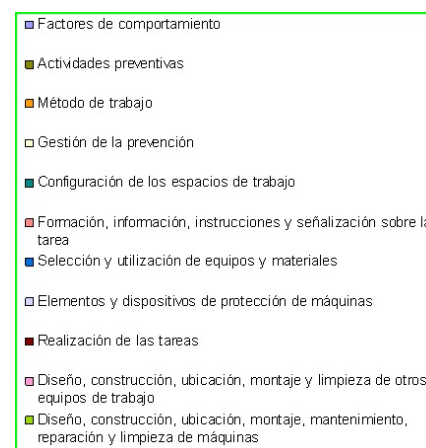 Factores de comportamiento
Actividades preventivas
Método de trabajo
Gestión de la prevención
Configuración de los espacios de trabajo
Formación, información, instrucciones y señalización sobre la
tarea
Selección y utilización de equipos y materiales
Elementos y dispositivos de protección de máquinas
Realización de las tareas
Diseño, construcción, ubicación, montaje y limpieza de otros
equipos de trabajo
Diseño, construcción, ubicación, montaje, mantenimiento,
reparación y limpieza de máquinas